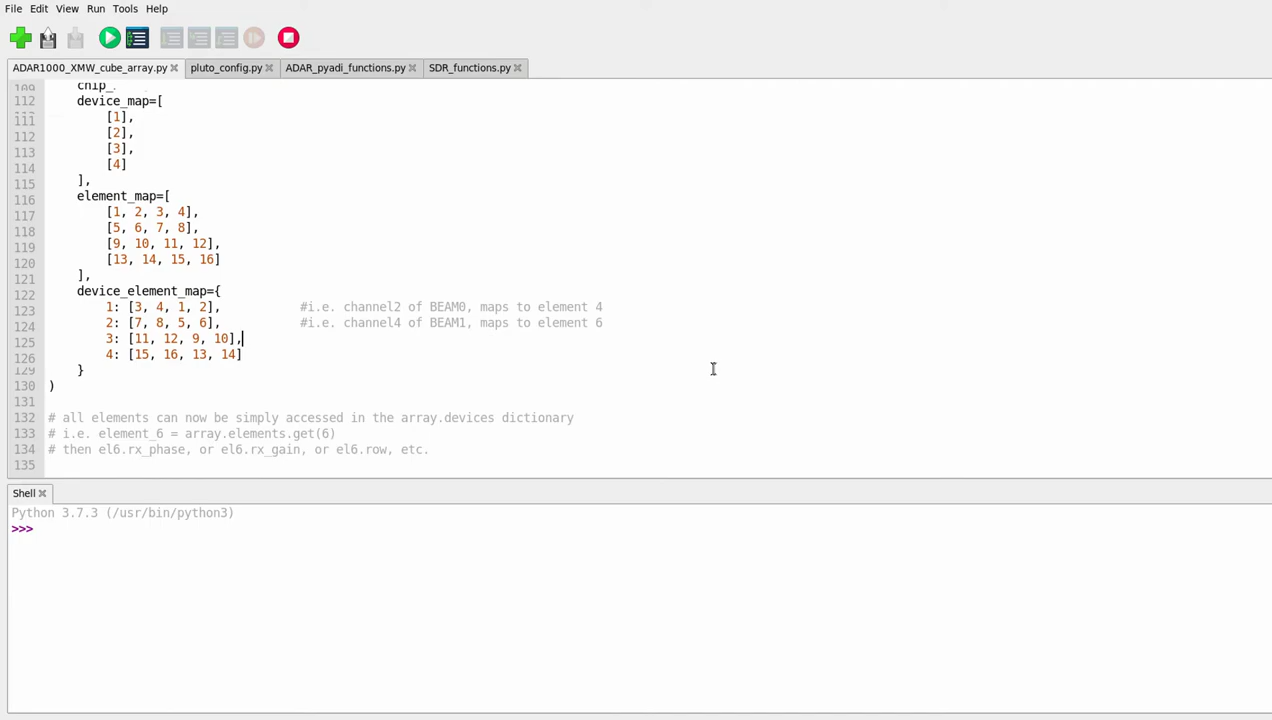 File Edit View Run Tools Help
ADAR1000_XMW_cube_array.py pluto_config.py ADAR_pyadi_functions.py SDR_functions.py
109 chip_
112 device_map=[
111 [1],
112 [2],
113 [3],
114 [4]
115 ],
116 element_map=[
117 [1, 2, 3, 4],
118 [5, 6, 7, 8],
119 [9, 10, 11, 12],
120 [13, 14, 15, 16]
121 ],
122 device_element_map={
123 1: [3, 4, 1, 2], #i.e. channel2 of BEAM0, maps to element 4
124 2: [7, 8, 5, 6], #i.e. channel4 of BEAM1, maps to element 6
125 3: [11, 12, 9, 10],
126 4: [15, 16, 13, 14]
129 }
130 )
131
132 # all elements can now be simply accessed in the array.devices dictionary
133 # i.e. element_6 = array.elements.get(6)
134 # then el6.rx_phase, or el6.rx_gain, or el6.row, etc.
135
Shell
Python 3.7.3 (/usr/bin/python3)
>>>